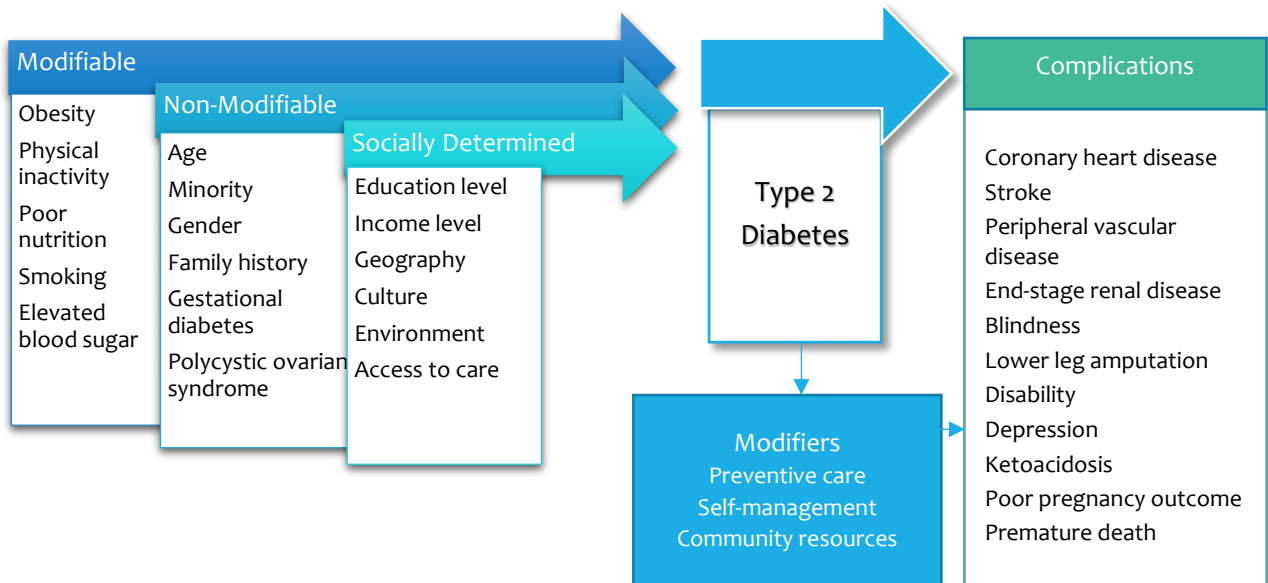 Modifiable
Obesity
Physical
inactivity
Poor
nutrition
Smoking
Elevated
blood sugar
Non-Modifiable
Age
Minority
Gender
Family history
Gestational
diabetes
Polycystic ovarian
syndrome
Socially Determined
Education level
Income level
Geography
Culture
Environment
Access to care
Type 2
Diabetes
Modifiers
Preventive care
Self-management
Community resources
Complications
Coronary heart disease
Stroke
Peripheral vascular
disease
End-stage renal disease
Blindness
Lower leg amputation
Disability
Depression
Ketoacidosis
Poor pregnancy outcome
Premature death